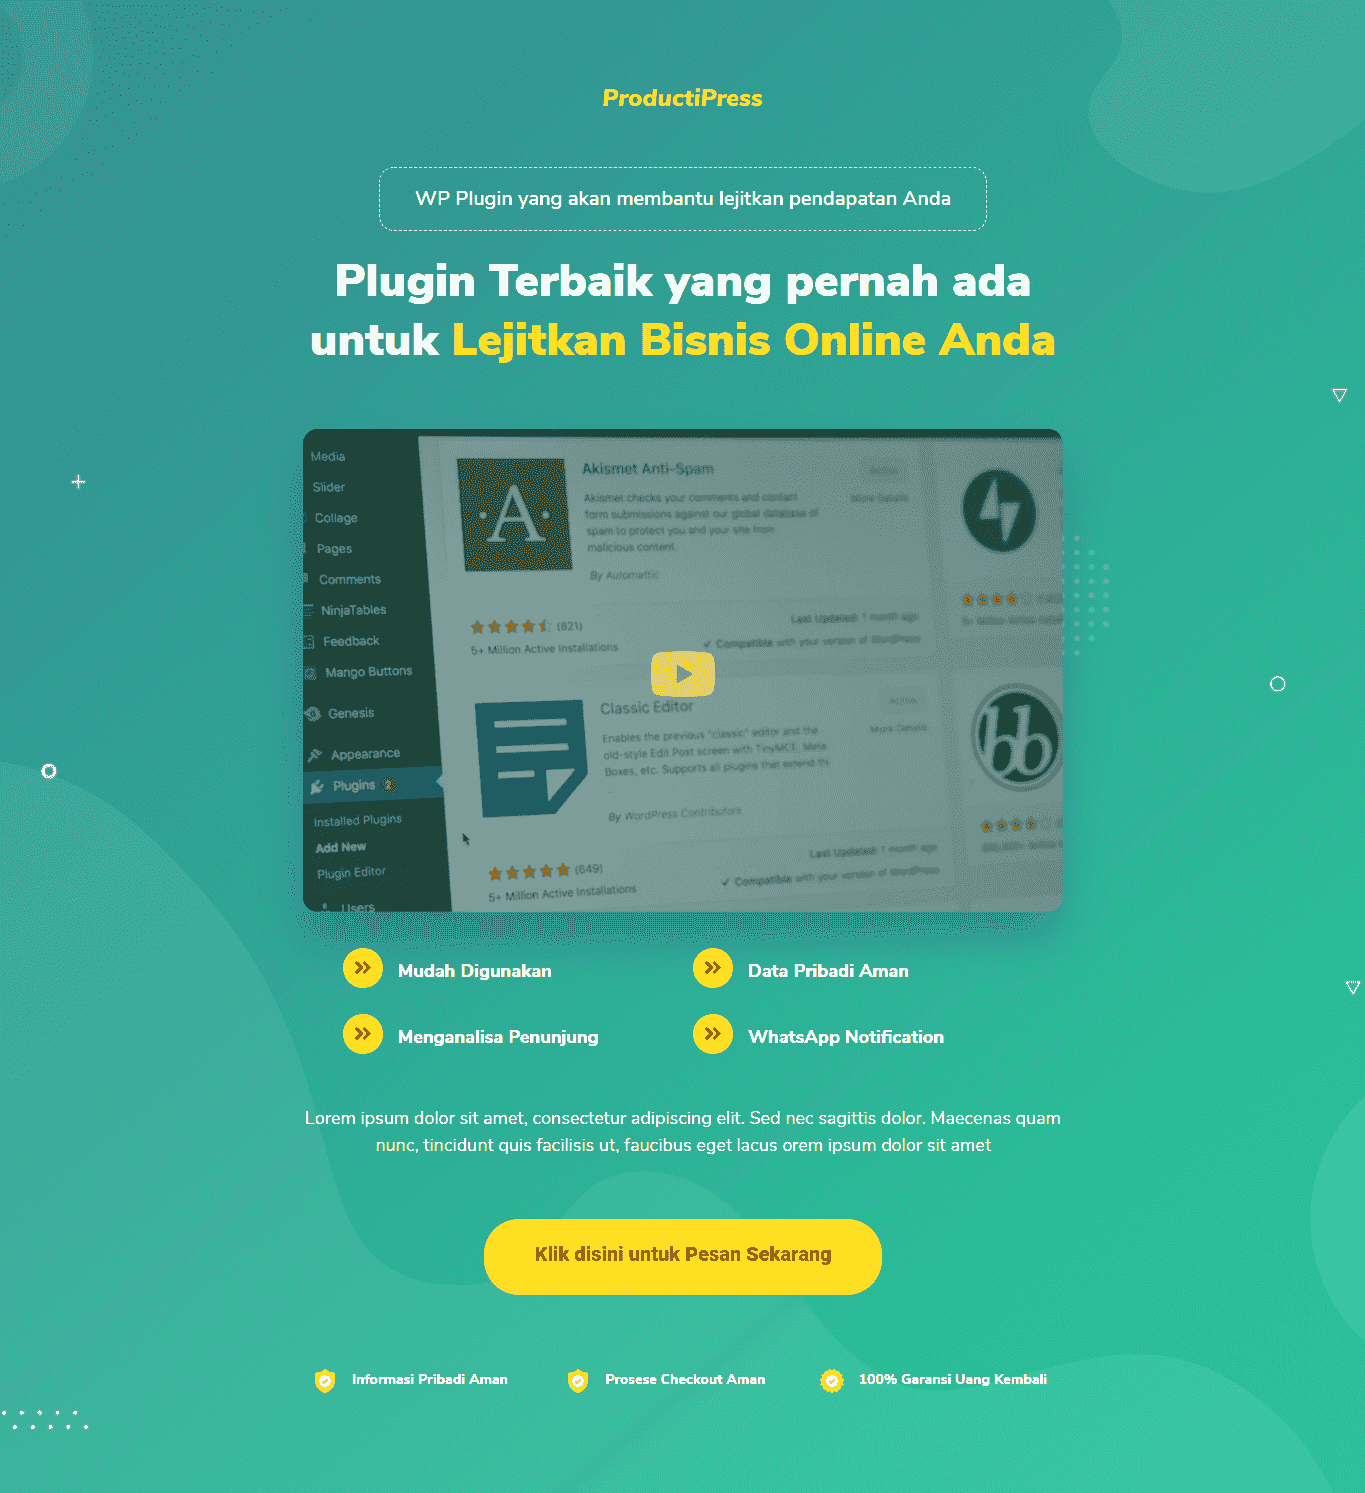 ProductiPress
WP Plugin yang akan membantu lejitkan pendapatan Anda
Plugin Terbaik yang pernah ada
untuk Lejitkan Bisnis Online Anda
Media
Slider
Collage
Pages
Comments
NinjaTables
Feedback
Mango Buttons
Genesis
Appearance
Plugins 2
Installed Plugins
Add New
Plugin Editor
Users
A
Akismet Anti-Spam
Active
Akismet checks your comments and contact
More Details
form submissions against our global database of
spam to protect you and your site from
malicious content.
By Automattic
(821)
Last Updated: 1 month ago
5+ Million Active Installations
✓ Compatible with your version of WordPress
Classic Editor
Active
Enables the previous "classic" editor and the
More Details
old-style Edit Post screen with TinyMCE, Meta
Boxes, etc. Supports all plugins that extend th
By WordPress Contributors
(649)
Last Updated: 1 month ago
5+ Million Active Installations
✓ Compatible with your version of WordPress
bb
Mudah Digunakan
Data Pribadi Aman
Menganalisa Penunjung
WhatsApp Notification
Lorem ipsum dolor sit amet, consectetur adipiscing elit. Sed nec sagittis dolor. Maecenas quam
nunc, tincidunt quis facilisis ut, faucibus eget lacus orem ipsum dolor sit amet
Klik disini untuk Pesan Sekarang
Informasi Pribadi Aman
Prosese Checkout Aman
100% Garansi Uang Kembali